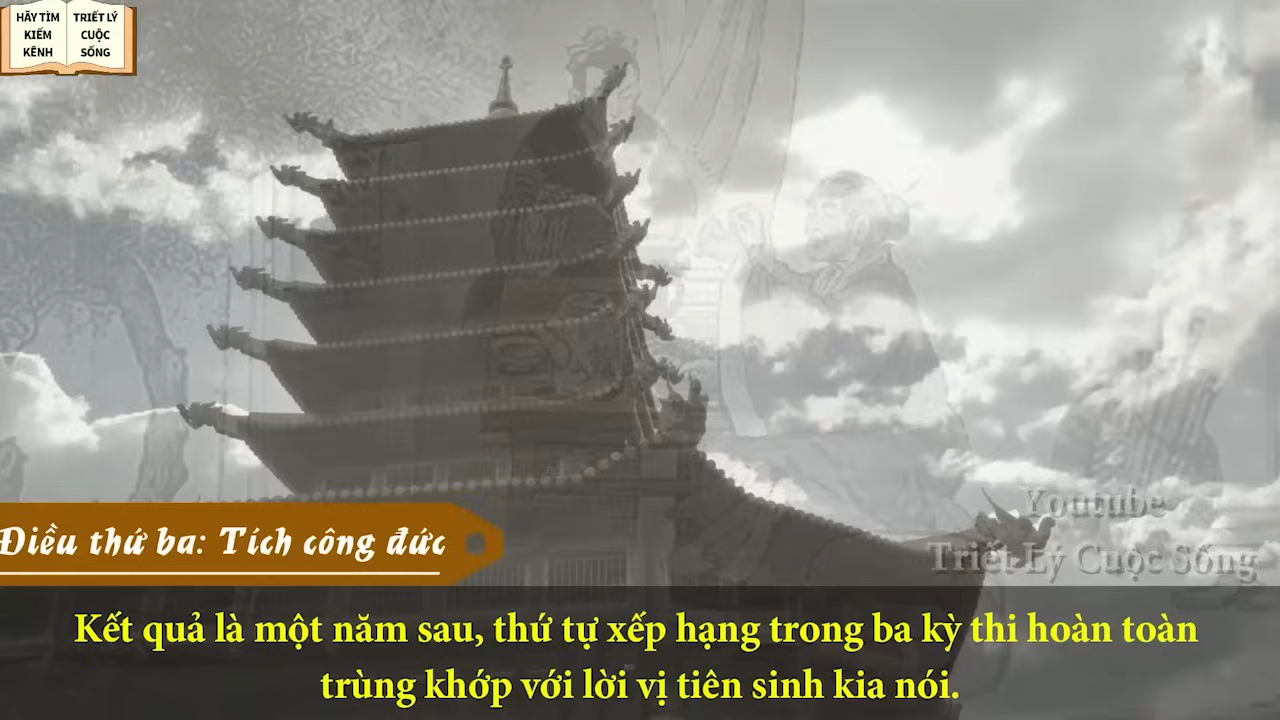 HÃY TÌM
KIẾM
KÊNH
TRIẾT LÝ
CUỘC
SỐNG
Điều thứ ba: Tích công đức
Youtube
Triết Lý Cuộc Sống
Kết quả là một năm sau, thứ tự xếp hạng trong ba kỳ thi hoàn toàn
trùng khớp với lời vị tiên sinh kia nói.